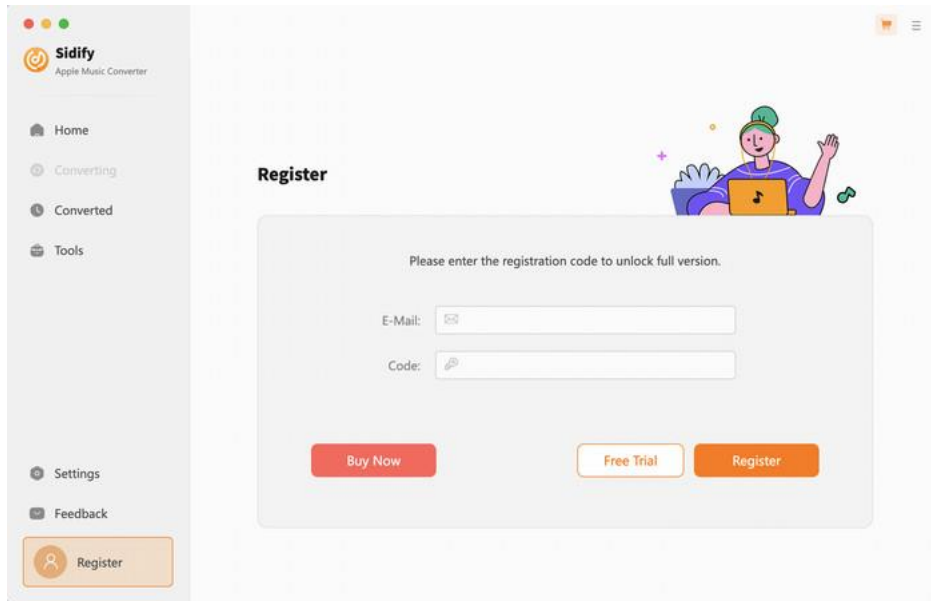 Sidify
Apple Music Converter
Home
Converting
Converted
Tools
Settings
Feedback
Register
Register
Please enter the registration code to unlock full version.
E-Mail:
Code:
Buy Now
Free Trial
Register